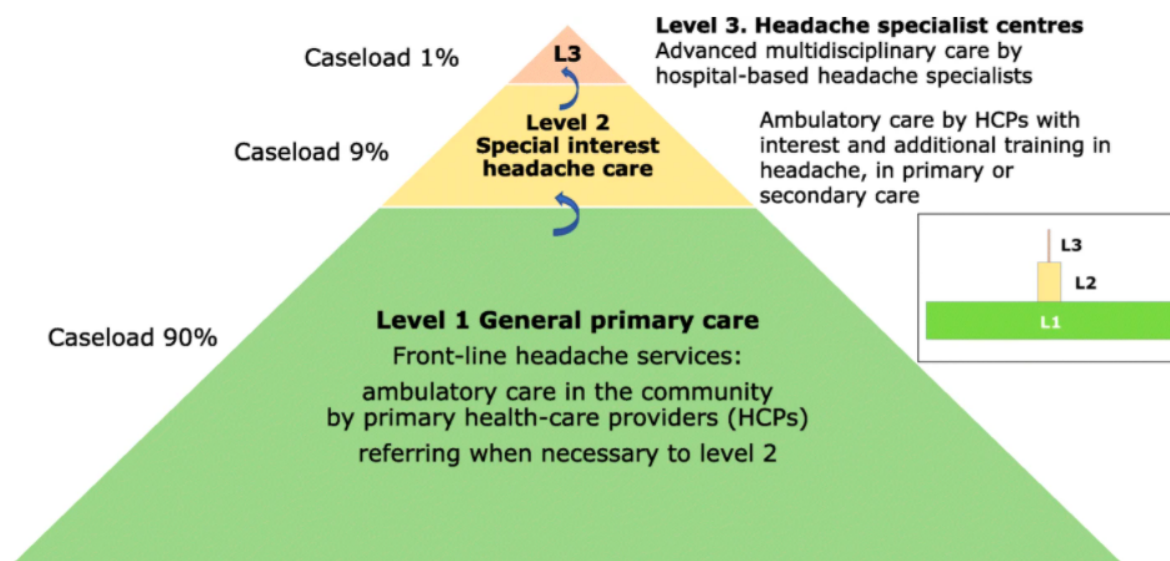 Caseload 1%
L3
Level 3. Headache specialist centres
Advanced multidisciplinary care by
hospital-based headache specialists
Caseload 9%
Level 2
Special interest
headache care
Ambulatory care by HCPs with
interest and additional training in
headache, in primary or
secondary care
L3
L2
L1
Caseload 90%
Level 1 General primary care
Front-line headache services:
ambulatory care in the community
by primary health-care providers (HCPs)
referring when necessary to level 2